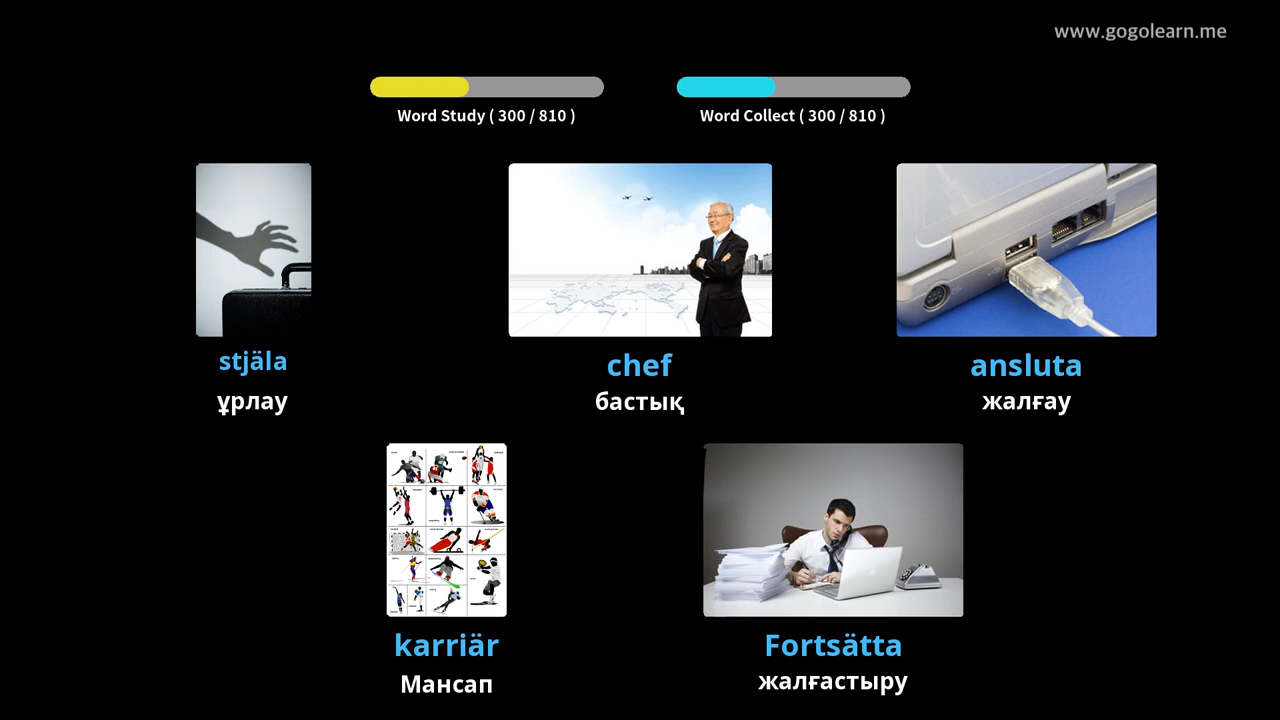 www.gogolearn.me
Word Study ( 300 / 810 )
Word Collect ( 300 / 810 )
stjäla
ұрлау
chef
бастық
ansluta
жалғау
karriär
Мансап
Fortsätta
жалғастыру